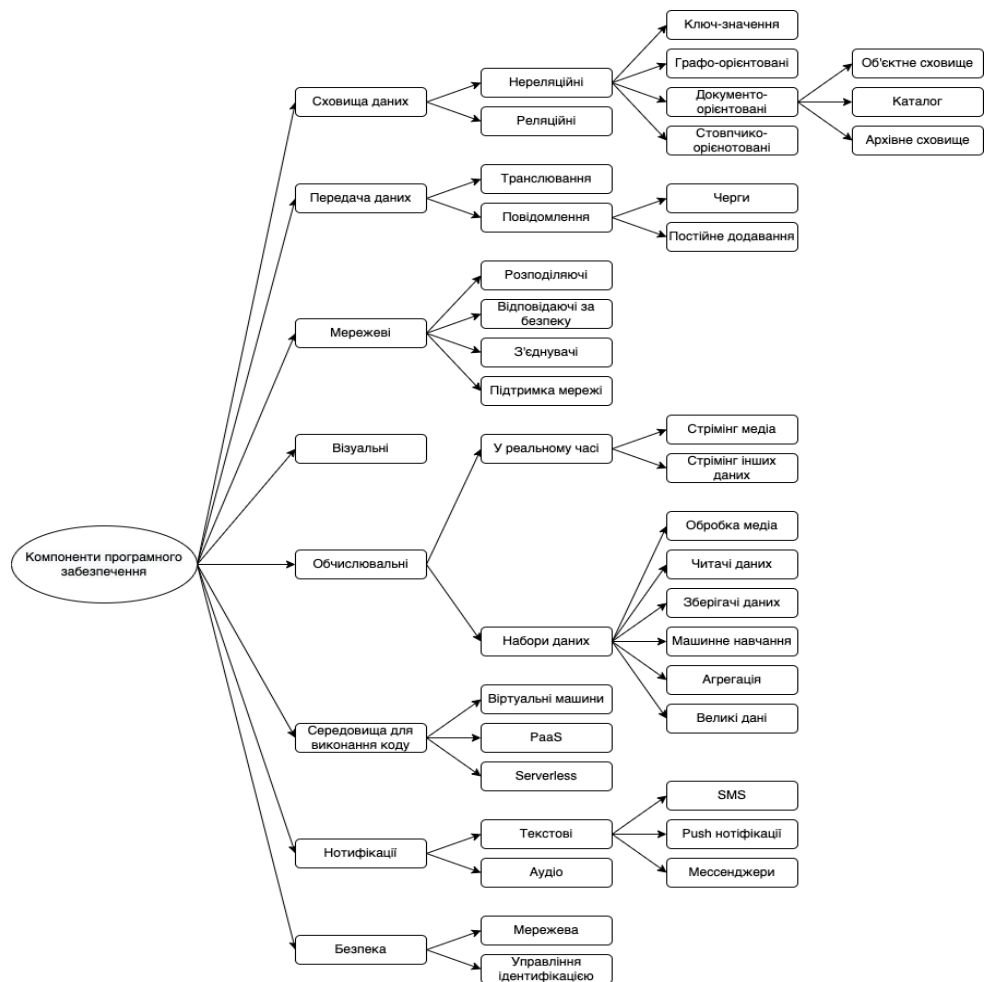 Ключ-значення
Графо-орієнтовані
Об'єктне сховище
Нереляційні
Сховища даних
Документо-
орієнтовані
Каталог
Реляційні
Стовпчико-
орієнотовані
Архівне сховище
Транслювання
Передача даних
Черги
Повідомлення
Постійне додавання
Розподіляючі
Відповідаючі за
безпеку
Мережеві
З'єднувачі
Підтримка мережі
Стрімінг медіа
Візуальні
У реальному часі
Стрімінг інших
даних
Обробка медіа
Компоненти програмного
забезпечення
Обчислювальні
Читачі даних
Зберігачі даних
Набори даних
Машинне навчання
Агрегація
Віртуальні машини
Великі дані
Середовища для
виконання коду
PaaS
Serverless
SMS
Текстові
Push нотіфікації
Нотифікації
Аудіо
Мессенджери
Мережева
Безпека
Управління
ідентифікацією